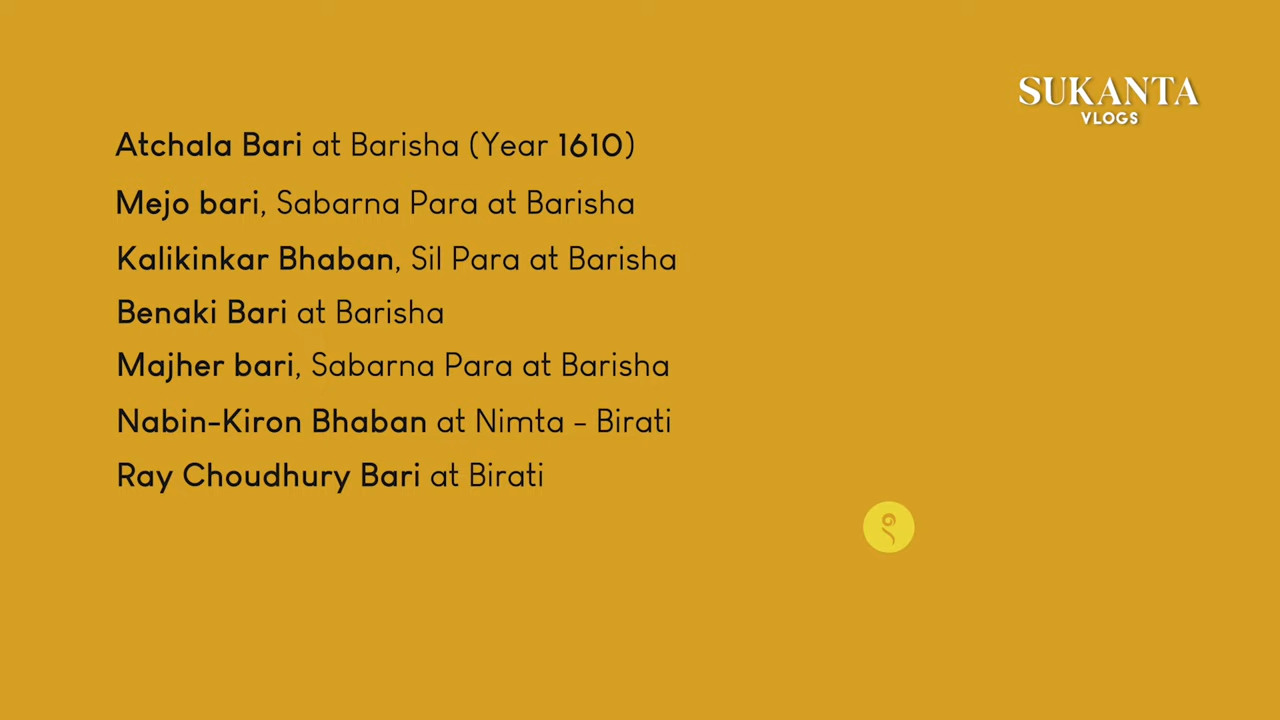 SUKANTA
VLOGS
Atchala Bari at Barisha (Year 1610)
Mejo bari, Sabarna Para at Barisha
Kalikinkar Bhaban, Sil Para at Barisha
Benaki Bari at Barisha
Majher bari, Sabarna Para at Barisha
Nabin-Kiron Bhaban at Nimta - Birati
Ray Choudhury Bari at Birati